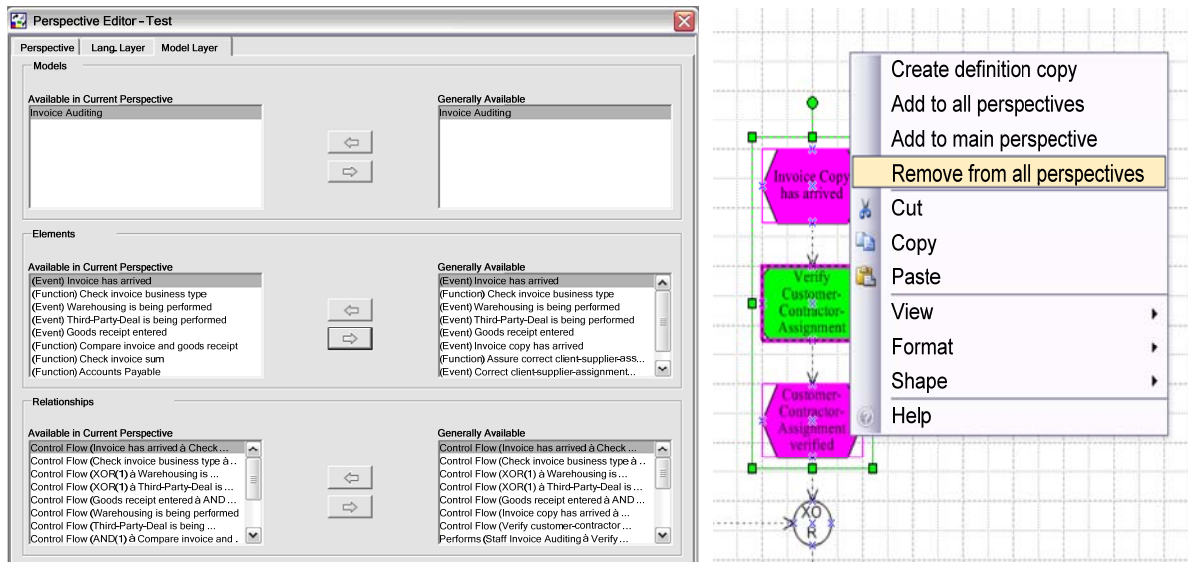 Perspective Editor - Test
Perspective
Lang. Layer
Model Layer
Models
Available in Current Perspective
Invoice Auditing
Generally Available
Invoice Auditing
Elements
Available in Current Perspective
(Event) Invoice has arrived
(Function) Check invoice business type
(Event) Warehousing is being performed
(Event) Third-Party-Deal is being performed
(Event) Goods receipt entered
(Function) Compare invoice and goods receipt
(Function) Check invoice sum
(Function) Accounts Payable
Generally Available
(Event) Invoice has arrived
(Function) Check invoice business type
(Event) Warehousing is being performed
(Event) Third-Party-Deal is being performed
(Event) Goods receipt entered
(Event) Invoice copy has arrived
(Function) Assure correct client-supplier-ass...
(Event) Correct client-supplier-assignment...
Relationships
Available in Current Perspective
Control Flow (Invoice has arrived à Check ...
Control Flow (Check invoice business type à ..
Control Flow (XOR(1) à Warehousing is ...
Control Flow (XOR(1) à Third-Party-Deal is ...
Control Flow (Goods receipt entered à AND ...
Control Flow (Warehousing is being performed
Control Flow (Third-Party-Deal is being ...
Control Flow (AND(1) à Compare invoice and .
Generally Available
Control Flow (Invoice has arrived à Check ...
Control Flow (Check invoice business type à ..
Control Flow (XOR(1) à Warehousing is ...
Control Flow (XOR(1) à Third-Party-Deal is ...
Control Flow (Goods receipt entered à AND ...
Control Flow (Invoice copy has arrived à ...
Control Flow (Verify customer-contractor ...
Performs (Staff Invoice Auditing à Verify ...
Invoice Copy
has arrived
Verify
Customer-
Contractor-
Assignment
Customer-
Contractor-
Assignment
verified
XO
R
Create definition copy
Add to all perspectives
Add to main perspective
Remove from all perspectives
Cut
Copy
Paste
View
Format
Shape
Help